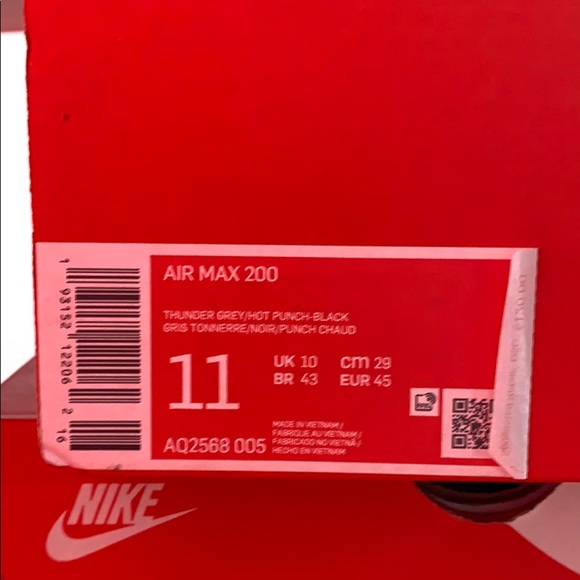 AIR MAX 200
THUNDER GREY/HOT PUNCH-BLACK
GRIS TONNERRE/NOIR/PUNCH CHAUD
11
UK 10 cm 29
BR 43 EUR 45
AQ2568 005
MADE IN VIETNAM /
FABRIQUE AU VIETNAM /
FABRICADO NO VIETNÃ /
HECHO EN VIETNAM
1 93152 12206 2 16
NIKE